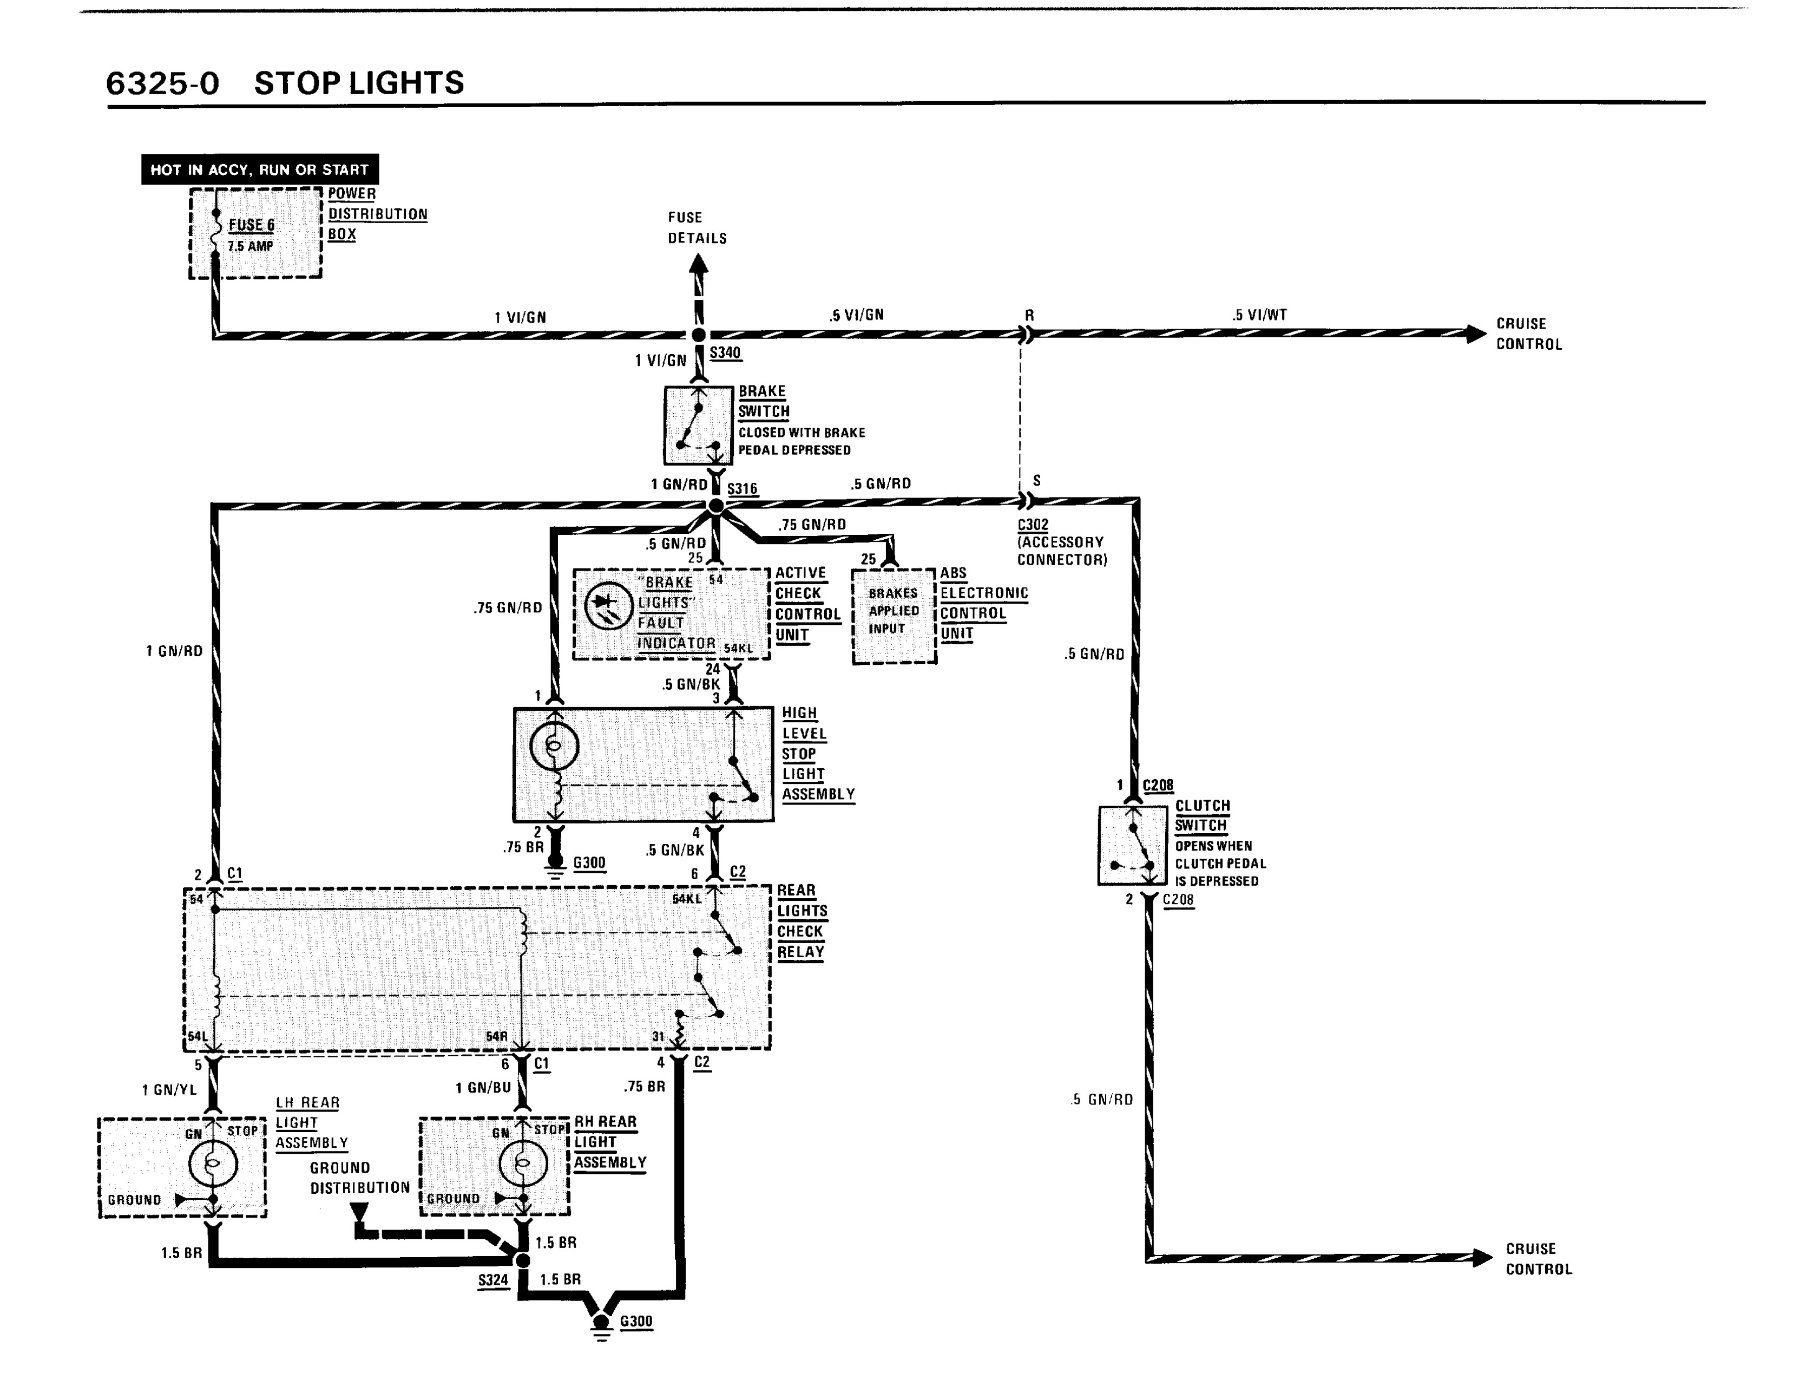 6325-0 STOP LIGHTS
HOT IN ACCY, RUN OR START
POWER
DISTRIBUTION
BOX
FUSE 6
7.5 AMP
FUSE
DETAILS
1 VI/GN
.5 VI/GN
R
.5 VI/WT
CRUISE
CONTROL
1 VI/GN
S340
BRAKE
SWITCH
CLOSED WITH BRAKE
PEDAL DEPRESSED
1 GN/RD
S316
.5 GN/RD
S
C302
(ACCESSORY
CONNECTOR)
.75 GN/RD
.5 GN/RD
25
25
"BRAKE
LIGHTS"
FAULT
INDICATOR
54
54KL
ACTIVE
CHECK
CONTROL
UNIT
BRAKES
APPLIED
INPUT
ABS
ELECTRONIC
CONTROL
UNIT
.75 GN/RD
1 GN/RD
.5 GN/RD
24
.5 GN/BK
3
1
HIGH
LEVEL
STOP
LIGHT
ASSEMBLY
1
C208
CLUTCH
SWITCH
OPENS WHEN
CLUTCH PEDAL
IS DEPRESSED
2
C208
2
.75 BR
G300
4
.5 GN/BK
2
C1
6
C2
54
54KL
REAR
LIGHTS
CHECK
RELAY
54L
54R
31
5
6
C1
4
C2
1 GN/YL
1 GN/BU
.75 BR
.5 GN/RD
LH REAR
LIGHT
ASSEMBLY
GN
STOP
GROUND
GROUND
DISTRIBUTION
RH REAR
LIGHT
ASSEMBLY
GN
STOP
GROUND
1.5 BR
1.5 BR
S324
1.5 BR
G300
CRUISE
CONTROL